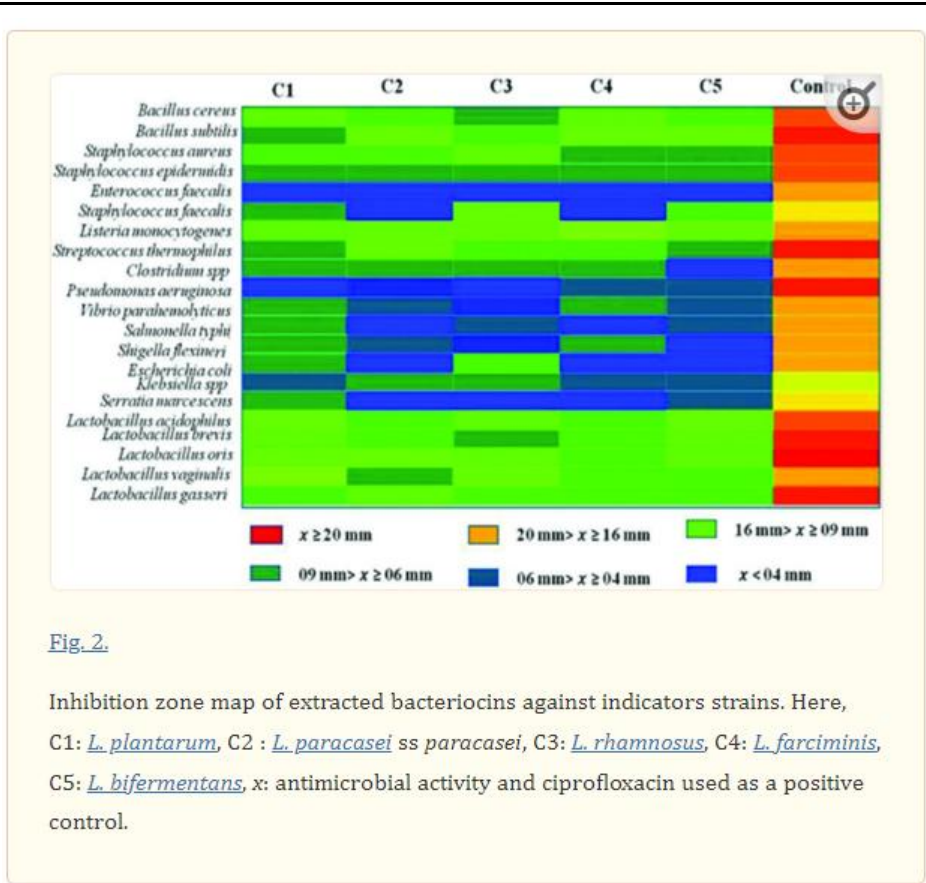 C1 C2 C3 C4 C5 Control
Bacillus cereus
Bacillus subtilis
Staphylococcus aureus
Staphylococcus epidermidis
Enterococcus faecalis
Staphylococcus faecalis
Listeria monocytogenes
Streptococcus thermophilus
Clostridium spp
Pseudomonas aeruginosa
Vibrio parahemolyticus
Salmonella typhi
Shigella flexineri
Escherichia coli
Klebsiella spp
Serratia marcescens
Lactobacillus acidophilus
Lactobacillus brevis
Lactobacillus oris
Lactobacillus vaginalis
Lactobacillus gasseri
x ≥ 20 mm 20 mm> x ≥ 16 mm 16 mm> x ≥ 09 mm
09 mm> x ≥ 06 mm 06 mm> x ≥ 04 mm x < 04 mm
Fig. 2.
Inhibition zone map of extracted bacteriocins against indicators strains. Here,
C1: L. plantarum, C2 : L. paracasei ss paracasei, C3: L. rhamnosus, C4: L. farciminis,
C5: L. bifermentans, x: antimicrobial activity and ciprofloxacin used as a positive
control.